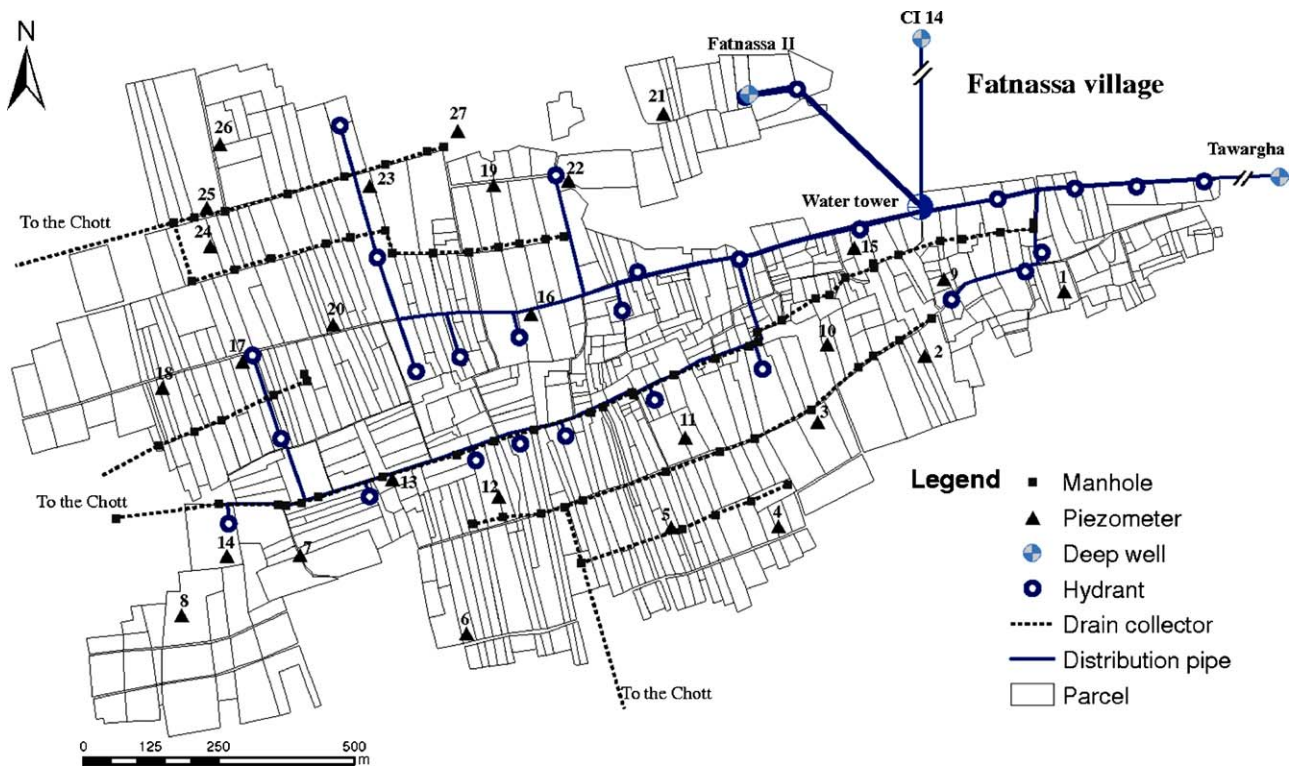 N
CI 14
Fatnassa II
Fatnassa village
21
27
26
Tawargha
19
22
23
25
Water tower
To the Chott
24
15
9
1
16
20
10
2
17
18
3
11
Legend
Manhole
To the Chott
13
12
Piezometer
5
4
14
7
Deep well
8
Hydrant
6
Drain collector
Distribution pipe
To the Chott
Parcel
0 125 250 500
m